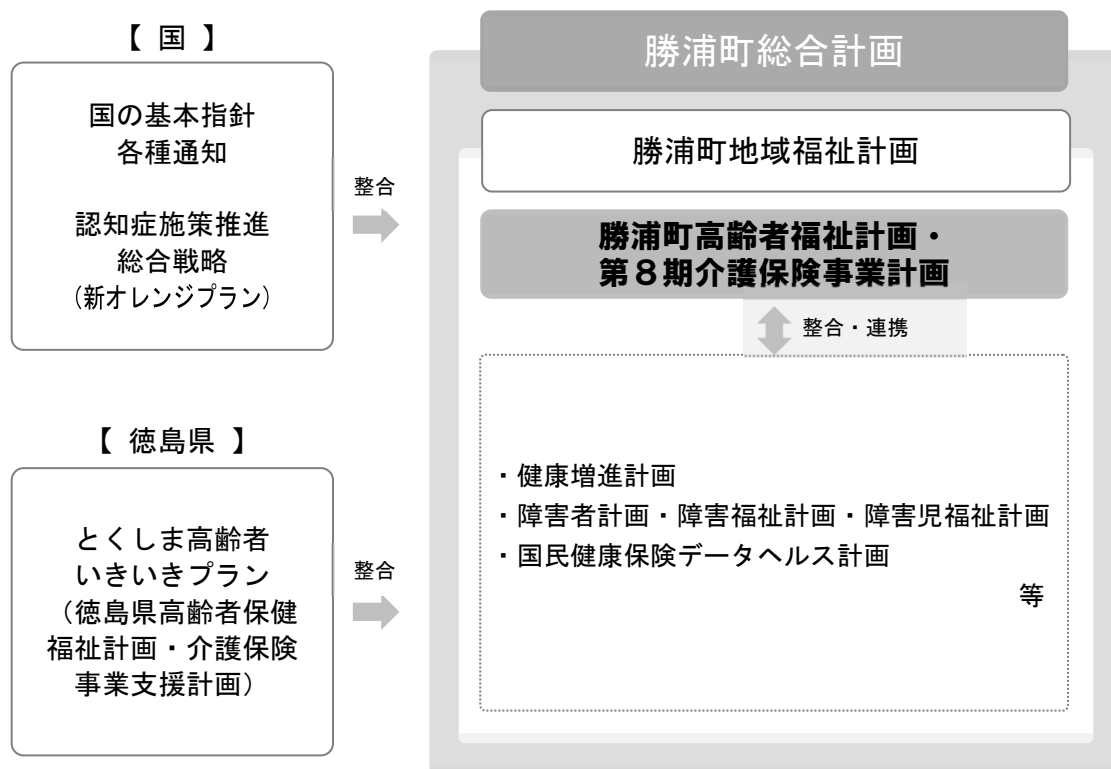 【 国 】
国の基本指針
各種通知
認知症施策推進
総合戦略
（新オレンジプラン）
整合
【 徳島県 】
とくしま高齢者
いきいきプラン
（徳島県高齢者保健
福祉計画・介護保険
事業支援計画）
整合
勝浦町総合計画
勝浦町地域福祉計画
勝浦町高齢者福祉計画・
第８期介護保険事業計画
整合・連携
・健康増進計画
・障害者計画・障害福祉計画・障害児福祉計画
・国民健康保険データヘルス計画
等